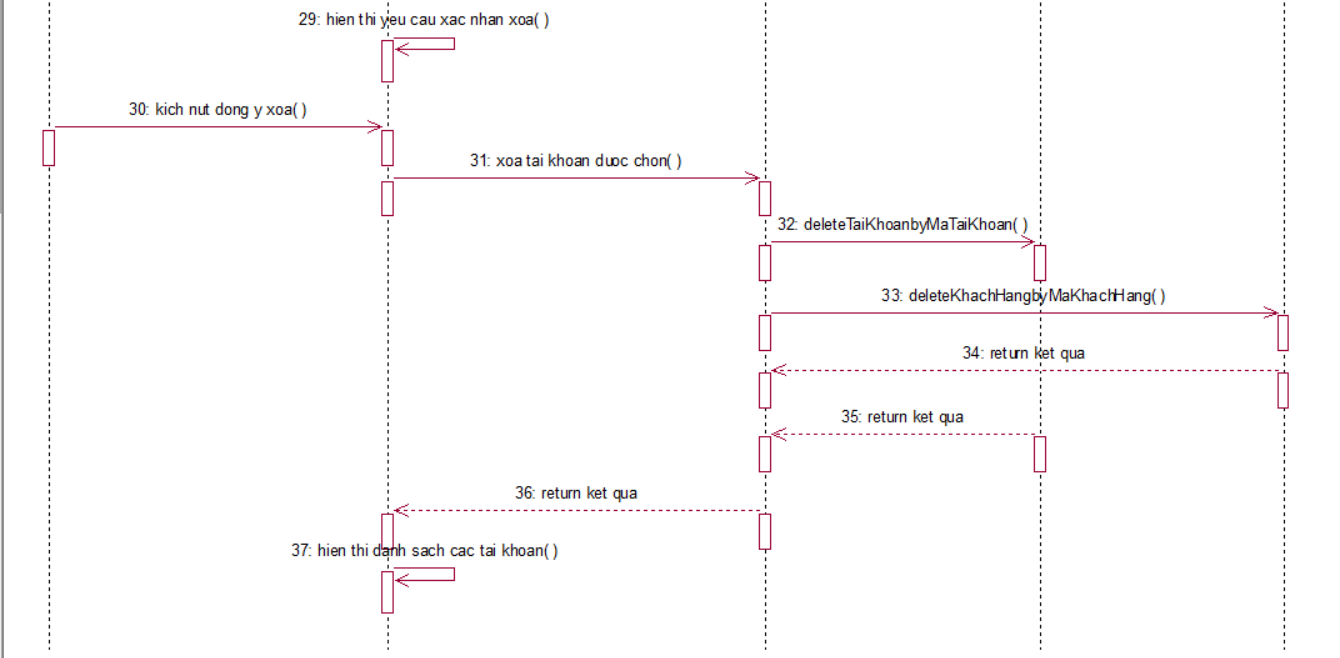 29: hien thi yeu cau xac nhan xoa( )
30: kich nut dong y xoa( )
31: xoa tai khoan duoc chon( )
32: deleteTaiKhoanbyMaTaiKhoan( )
33: deleteKhachHangbyMaKhachHang( )
34: return ket qua
35: return ket qua
36: return ket qua
37: hien thi danh sach cac tai khoan( )